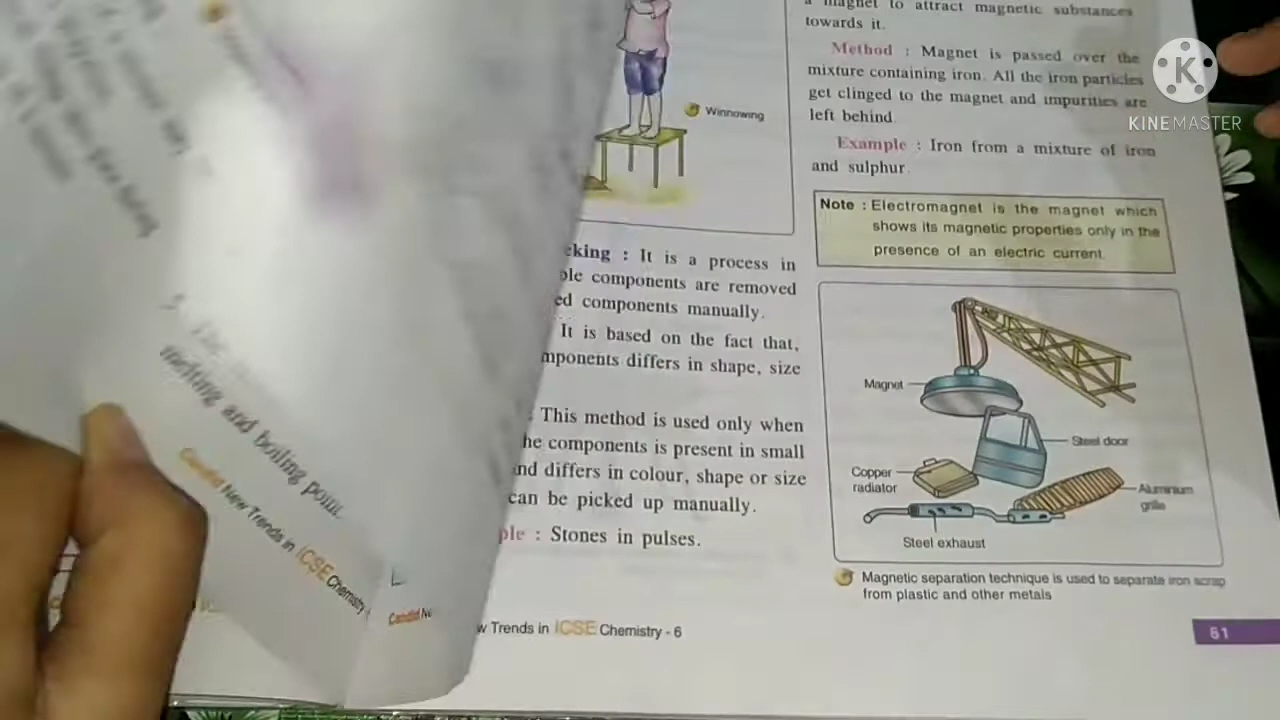 melting and boiling point.
Candid New Trends in ICSE Chemistry
Candid
Winnowing
cking : It is a process in
ble components are removed
ed components manually.
It is based on the fact that,
mponents differs in shape, size
: This method is used only when
he components is present in small
nd differs in colour, shape or size
can be picked up manually.
ple : Stones in pulses.
w Trends in ICSE Chemistry - 6
a magnet to attract magnetic substances
towards it.
Method : Magnet is passed over the
mixture containing iron. All the iron particles
get clinged to the magnet and impurities are
left behind.
Example : Iron from a mixture of iron
and sulphur.
Note : Electromagnet is the magnet which
shows its magnetic properties only in the
presence of an electric current.
Magnet
Steel door
Copper
radiator
Aluminium
grille
Steel exhaust
Magnetic separation technique is used to separate iron scrap
from plastic and other metals
61
K
KINEMASTER